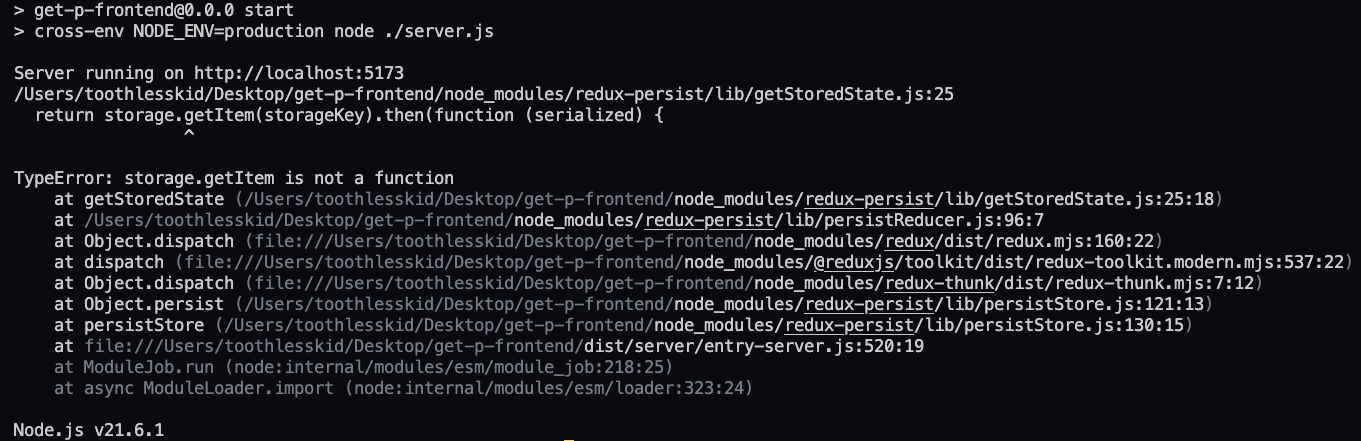 > get-p-frontend@0.0.0 start
> cross-env NODE_ENV=production node ./server.js
Server running on http://localhost:5173
/Users/toothlesskid/Desktop/get-p-frontend/node_modules/redux-persist/lib/getStoredState.js:25
  return storage.getItem(storageKey).then(function (serialized) {
                 ^
TypeError: storage.getItem is not a function
    at getStoredState (/Users/toothlesskid/Desktop/get-p-frontend/node_modules/redux-persist/lib/getStoredState.js:25:18)
    at /Users/toothlesskid/Desktop/get-p-frontend/node_modules/redux-persist/lib/persistReducer.js:96:7
    at Object.dispatch (file:///Users/toothlesskid/Desktop/get-p-frontend/node_modules/redux/dist/redux.mjs:160:22)
    at dispatch (file:///Users/toothlesskid/Desktop/get-p-frontend/node_modules/@reduxjs/toolkit/dist/redux-toolkit.modern.mjs:537:22)
    at Object.dispatch (file:///Users/toothlesskid/Desktop/get-p-frontend/node_modules/redux-thunk/dist/redux-thunk.mjs:7:12)
    at Object.persist (/Users/toothlesskid/Desktop/get-p-frontend/node_modules/redux-persist/lib/persistStore.js:121:13)
    at persistStore (/Users/toothlesskid/Desktop/get-p-frontend/node_modules/redux-persist/lib/persistStore.js:130:15)
    at file:///Users/toothlesskid/Desktop/get-p-frontend/dist/server/entry-server.js:520:19
    at ModuleJob.run (node:internal/modules/esm/module_job:218:25)
    at async ModuleLoader.import (node:internal/modules/esm/loader:323:24)
Node.js v21.6.1